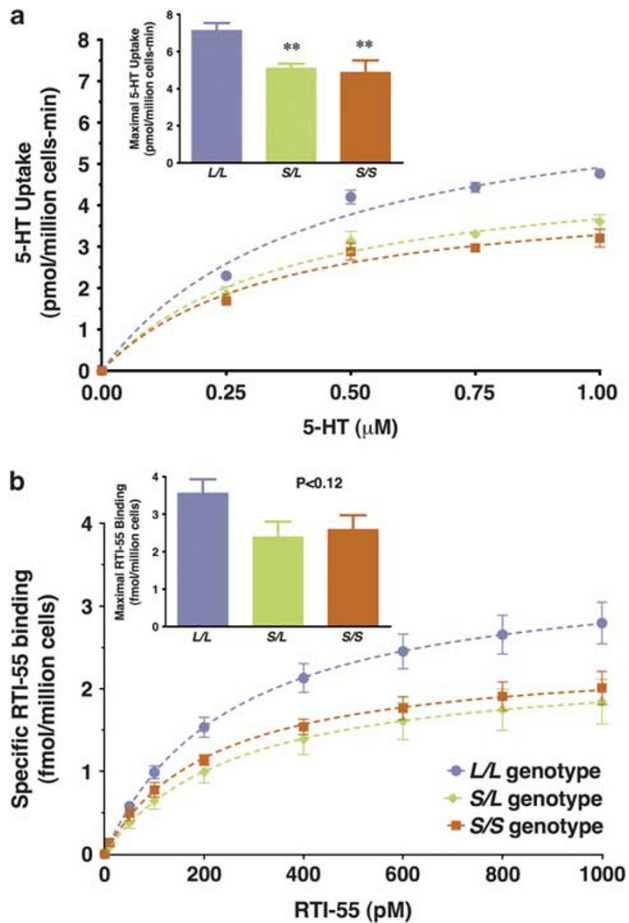 a
5-HT Uptake
(pmol/million cells-min)
8
7
6
5
4
3
2
1
0
0.00
0.25
0.50
0.75
1.00
5-HT (μM)
Maximal 5-HT Uptake
(pmol/million cells-min)
8
6
4
2
0
**
**
L/L
S/L
S/S
b
Specific RTI-55 binding
(fmol/million cells)
4
3
2
1
0
0
200
400
600
800
1000
RTI-55 (pM)
Maximal RTI-55 Binding
(fmol/million cells)
4
3
2
1
0
P<0.12
L/L
S/L
S/S
L/L genotype
S/L genotype
S/S genotype